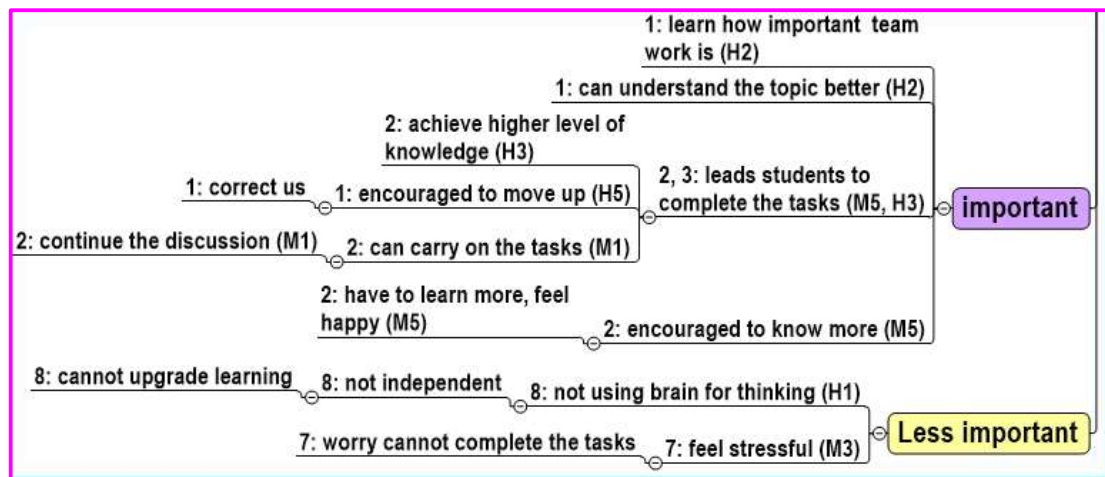 1: learn how important team
work is (H2)
1: can understand the topic better (H2)
2: achieve higher level of
knowledge (H3)
1: correct us
1: encouraged to move up (H5)
2, 3: leads students to
complete the tasks (M5, H3)
important
2: continue the discussion (M1)
2: can carry on the tasks (M1)
2: have to learn more, feel
happy (M5)
2: encouraged to know more (M5)
8: cannot upgrade learning
8: not independent
8: not using brain for thinking (H1)
Less important
7: worry cannot complete the tasks
7: feel stressful (M3)